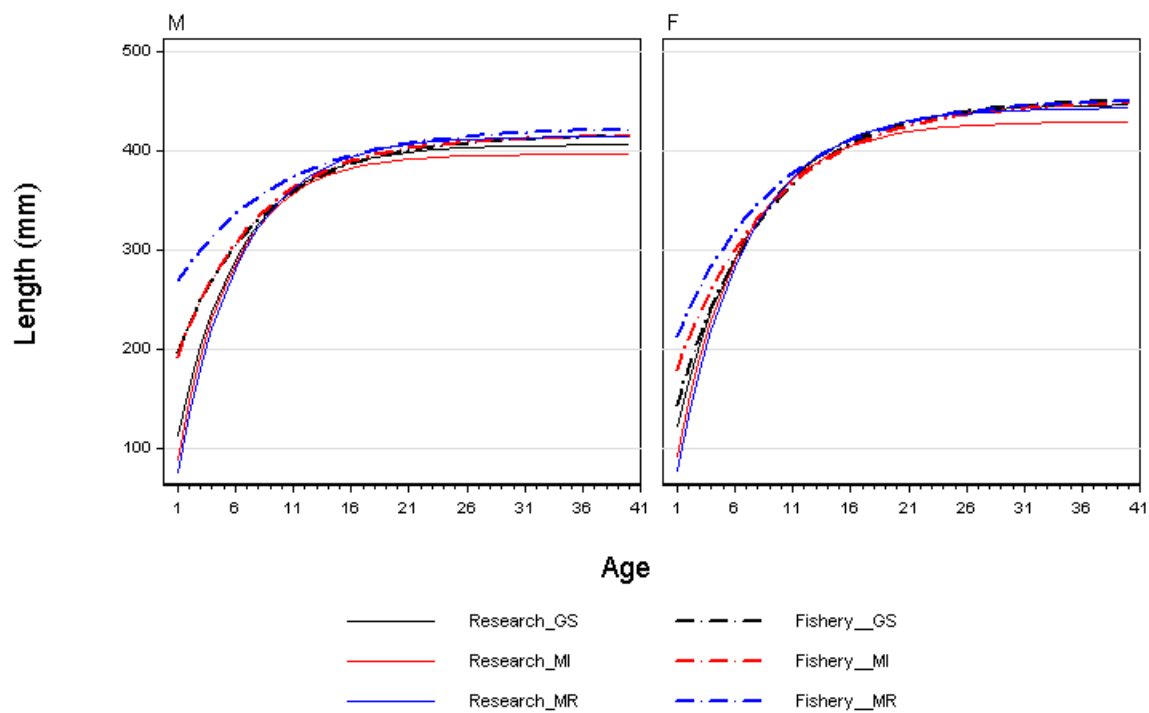 M F
500
400
300
200
100
Length (mm)
1 6 11 16 21 26 31 36 41 1 6 11 16 21 26 31 36 41
Age
Research_GS Fishery__GS
Research_MI Fishery__MI
Research_MR Fishery__MR